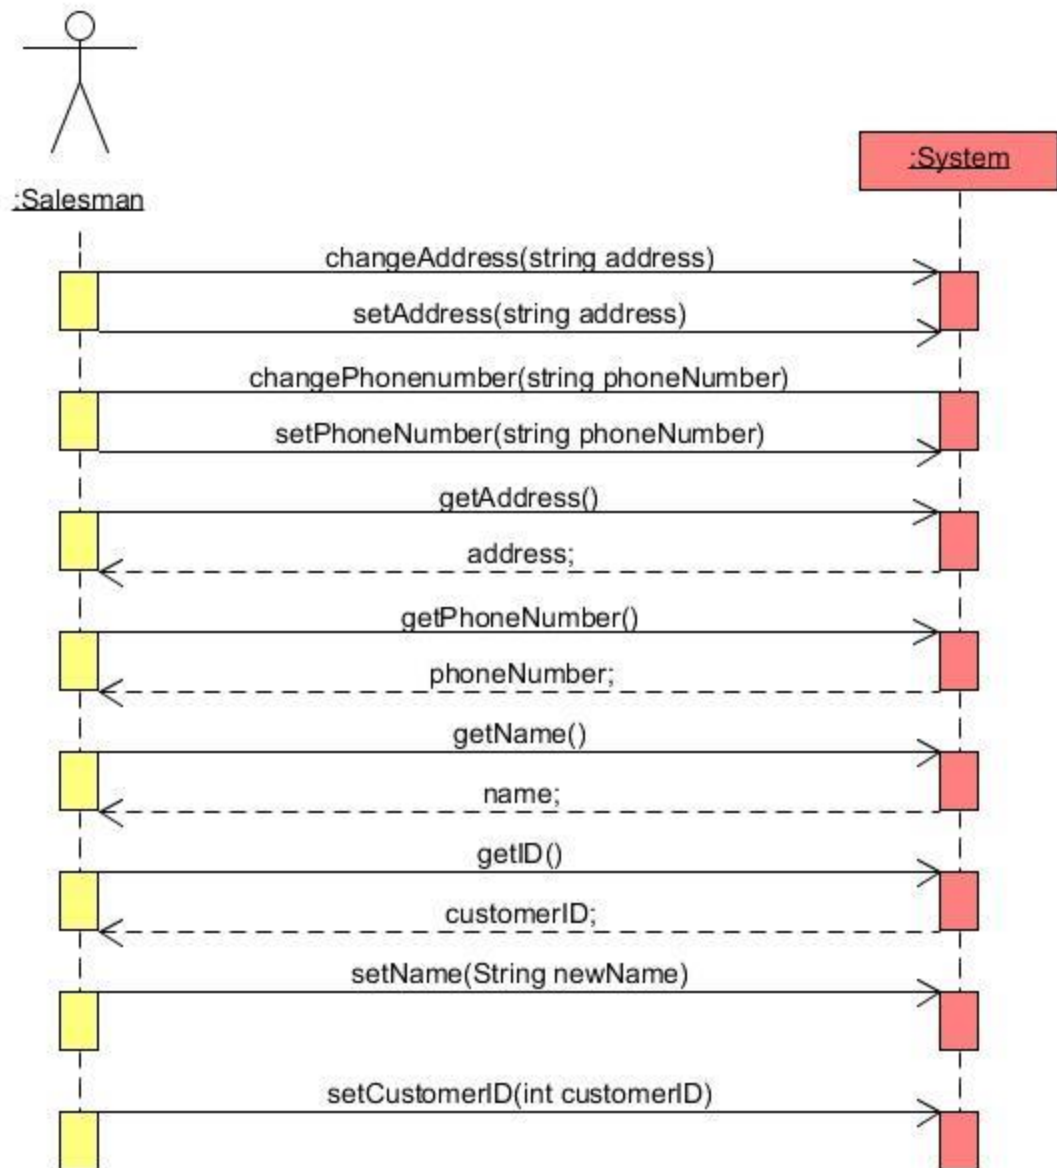 :System
:Salesman
changeAddress(string address)
setAddress(string address)
changePhonenumber(string phoneNumber)
setPhoneNumber(string phoneNumber)
getAddress()
address;
getPhoneNumber()
phoneNumber;
getName()
name;
getID()
customerID;
setName(String newName)
setCustomerID(int customerID)